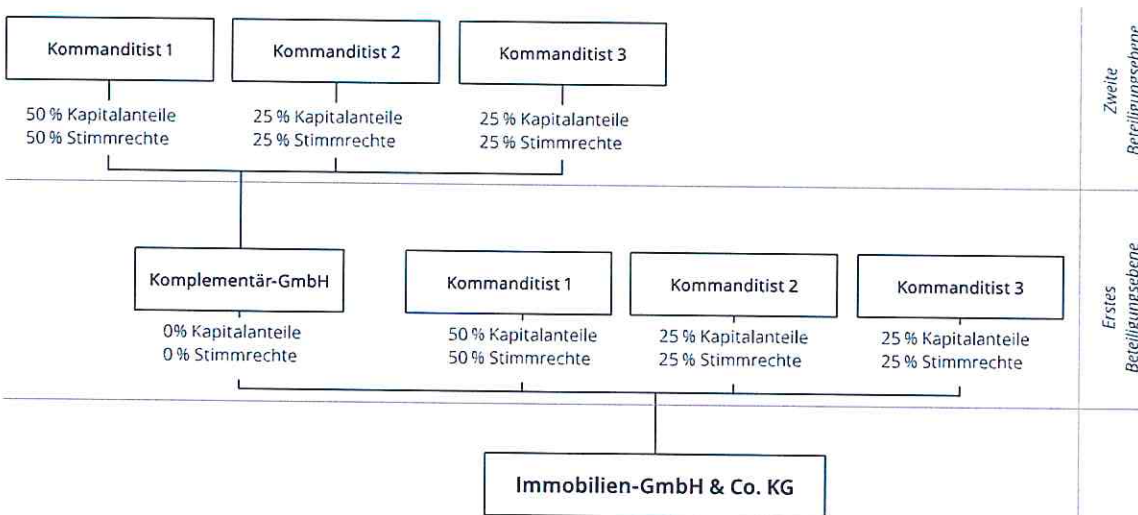 Kommanditist 1
Kommanditist 2
Kommanditist 3
50 % Kapitalanteile
50 % Stimmrechte
25 % Kapitalanteile
25 % Stimmrechte
25 % Kapitalanteile
25 % Stimmrechte
Zweite
Beteiligungsebene
Komplementär-GmbH
Kommanditist 1
Kommanditist 2
Kommanditist 3
0% Kapitalanteile
0 % Stimmrechte
50 % Kapitalanteile
50 % Stimmrechte
25 % Kapitalanteile
25 % Stimmrechte
25 % Kapitalanteile
25 % Stimmrechte
Erstes
Beteiligungsebene
Immobilien-GmbH & Co. KG